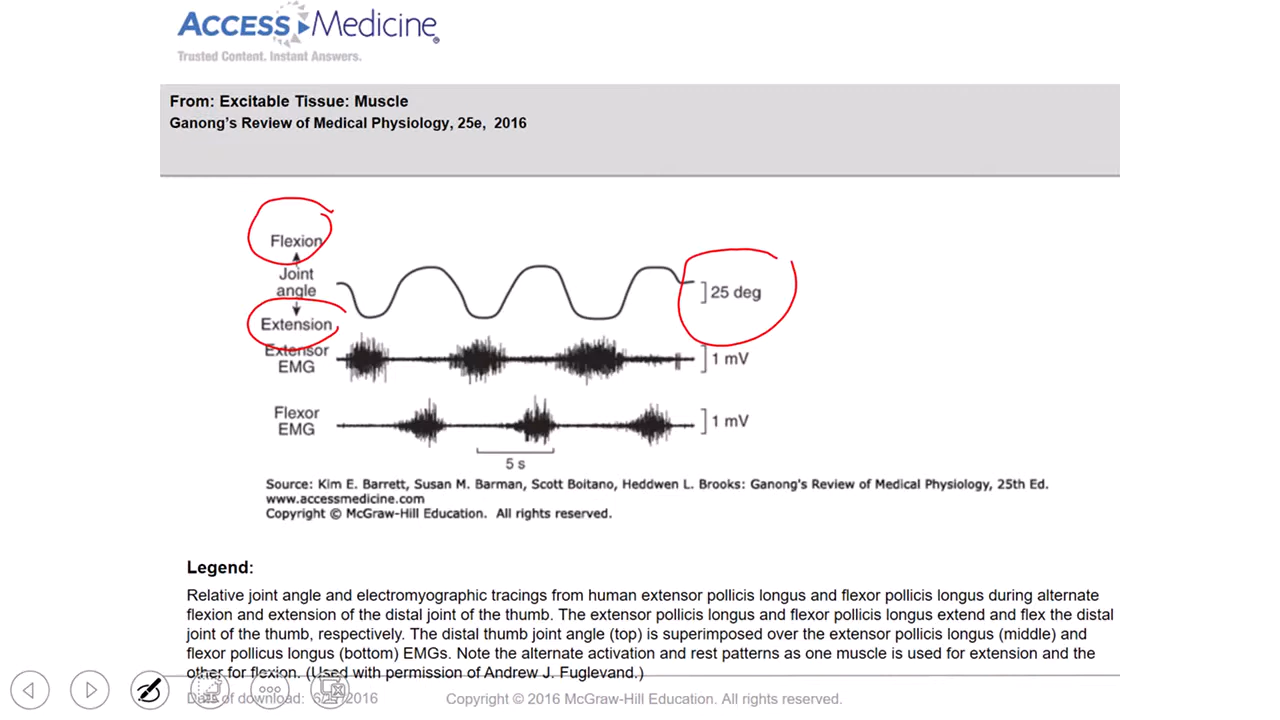 ACCESS Medicine®
Trusted Content. Instant Answers.
From: Excitable Tissue: Muscle
Ganong's Review of Medical Physiology, 25e, 2016
Flexion
Joint
angle
Extension
25 deg
Extensor
EMG
1 mV
Flexor
EMG
1 mV
5 s
Source: Kim E. Barrett, Susan M. Barman, Scott Boitano, Heddwen L. Brooks: Ganong's Review of Medical Physiology, 25th Ed.
www.accessmedicine.com
Copyright © McGraw-Hill Education. All rights reserved.
Legend:
Relative joint angle and electromyographic tracings from human extensor pollicis longus and flexor pollicis longus during alternate
flexion and extension of the distal joint of the thumb. The extensor pollicis longus and flexor pollicis longus extend and flex the distal
joint of the thumb, respectively. The distal thumb joint angle (top) is superimposed over the extensor pollicis longus (middle) and
flexor pollicus longus (bottom) EMGs. Note the alternate activation and rest patterns as one muscle is used for extension and the
other for flexion. (Used with permission of Andrew J. Fuglevand.)
Date of download: 2016
Copyright © 2016 McGraw-Hill Education. All rights reserved.